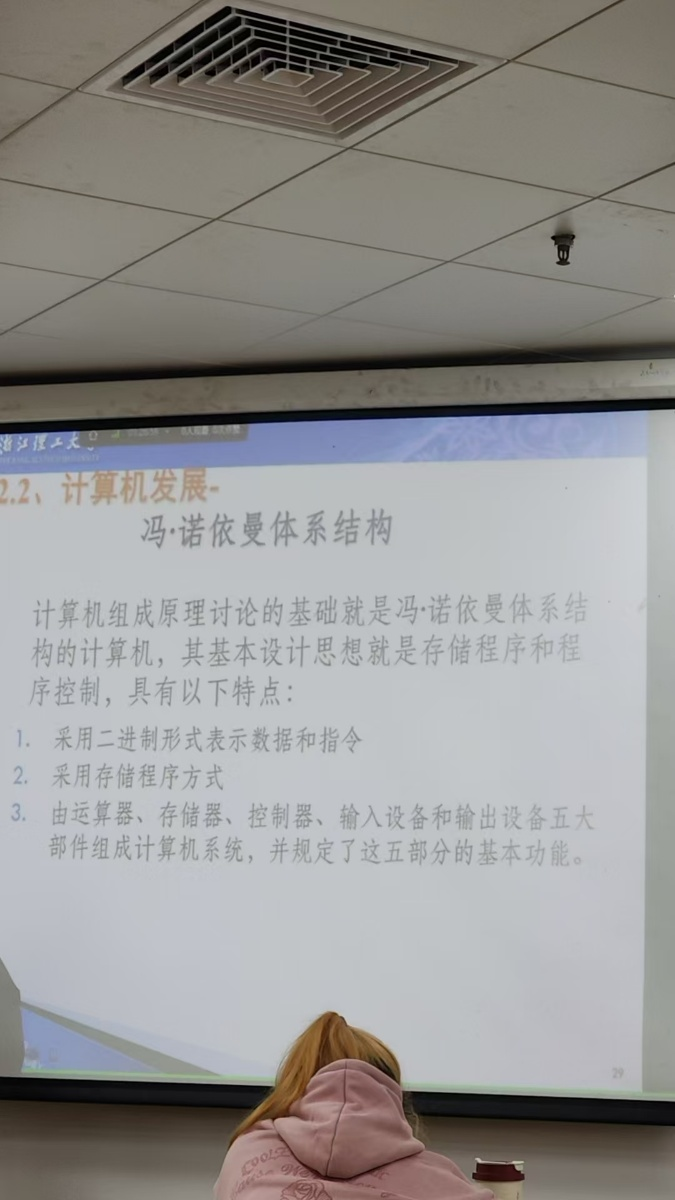 浙江理工大
2.2、计算机发展-
冯·诺依曼体系结构
计算机组成原理讨论的基础就是冯·诺依曼体系结
构的计算机，其基本设计思想就是存储程序和程
序控制，具有以下特点：
1. 采用二进制形式表示数据和指令
2. 采用存储程序方式
3. 由运算器、存储器、控制器、输入设备和输出设备五大
部件组成计算机系统，并规定了这五部分的基本功能。
29